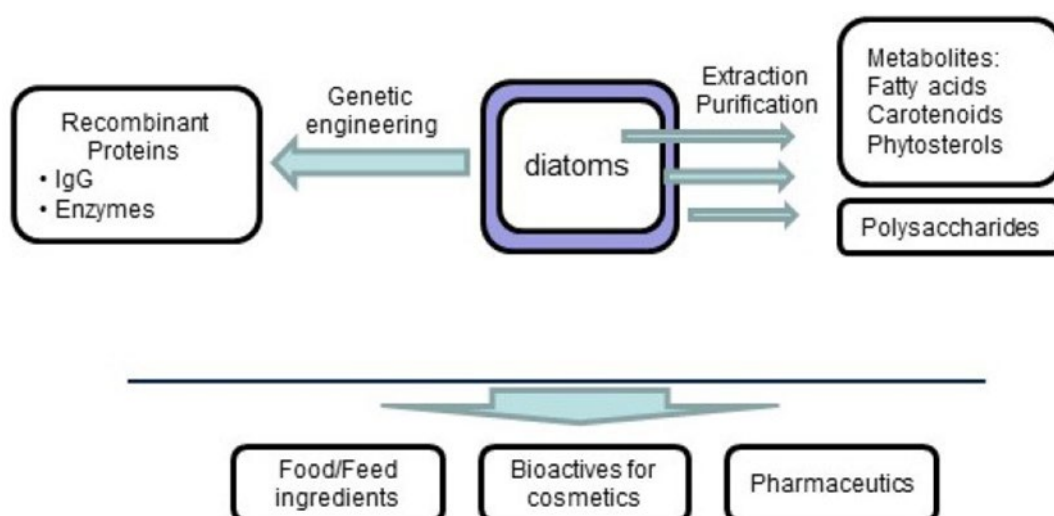 Recombinant
Proteins
• IgG
• Enzymes
Genetic
engineering
diatoms
Extraction
Purification
Metabolites:
Fatty acids
Carotenoids
Phytosterols
Polysaccharides
Food/Feed
ingredients
Bioactives for
cosmetics
Pharmaceutics